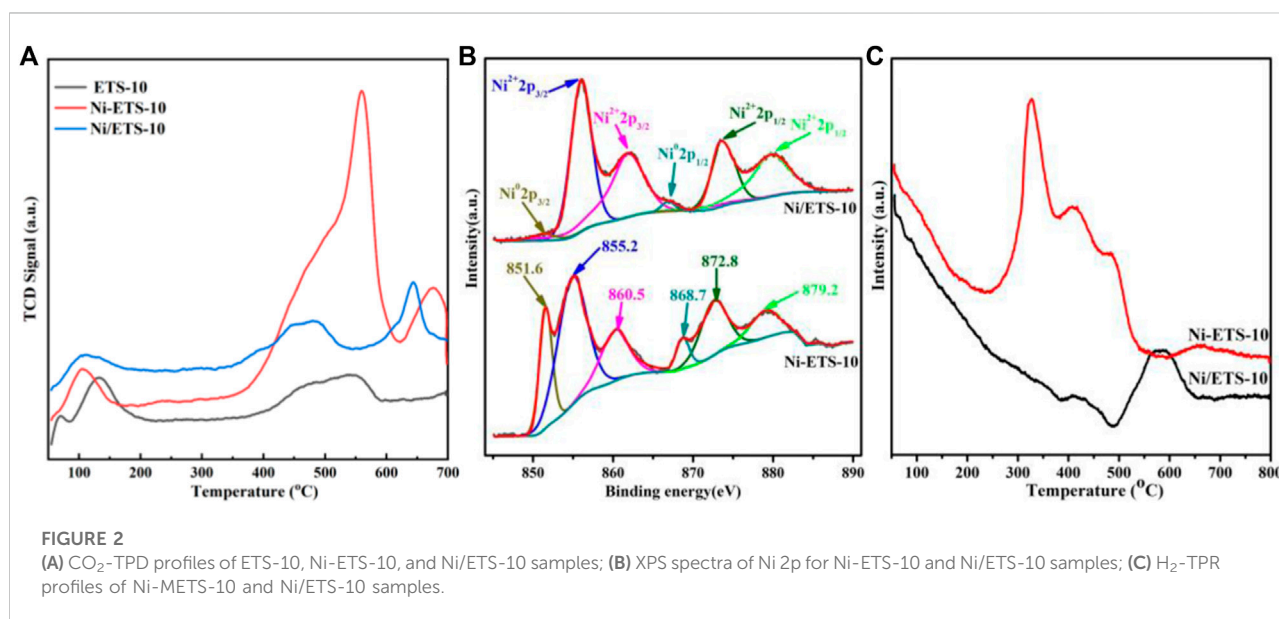 A
ETS-10
Ni-ETS-10
Ni/ETS-10
TCD Signal (a.u.)
100 200 300 400 500 600 700
Temperature (°C)
B
Ni²⁺2p₃/₂
Ni²⁺2p₃/₂
Ni²⁺2p₁/₂
Ni²⁺2p₁/₂
Ni⁰2p₁/₂
Ni⁰2p₃/₂
Ni/ETS-10
851.6
855.2
860.5
868.7
872.8
879.2
Ni-ETS-10
Intensity(a.u.)
850 860 870 880 890
Binding energy(eV)
C
Intensity (a.u.)
Ni-ETS-10
Ni/ETS-10
100 200 300 400 500 600 700 800
Temperature (°C)
FIGURE 2
(A) CO₂-TPD profiles of ETS-10, Ni-ETS-10, and Ni/ETS-10 samples; (B) XPS spectra of Ni 2p for Ni-ETS-10 and Ni/ETS-10 samples; (C) H₂-TPR
profiles of Ni-METS-10 and Ni/ETS-10 samples.